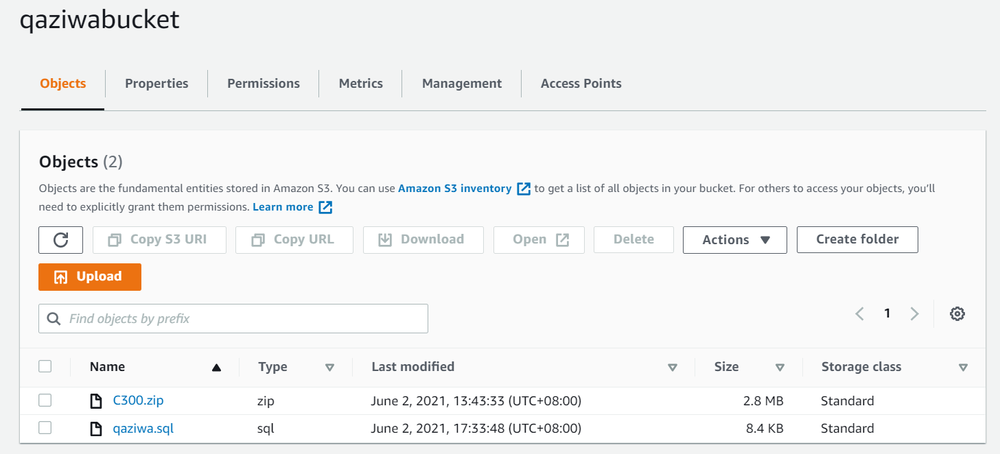 qaziwabucket
Objects Properties Permissions Metrics Management Access Points
Objects (2)
Objects are the fundamental entities stored in Amazon S3. You can use Amazon S3 inventory to get a list of all objects in your bucket. For others to access your objects, you'll
need to explicitly grant them permissions. Learn more
Copy S3 URI Copy URL Download Open Delete Actions Create folder
Upload
Find objects by prefix 1
Name Type Last modified Size Storage class
C300.zip zip June 2, 2021, 13:43:33 (UTC+08:00) 2.8 MB Standard
qaziwa.sql sql June 2, 2021, 17:33:48 (UTC+08:00) 8.4 KB Standard